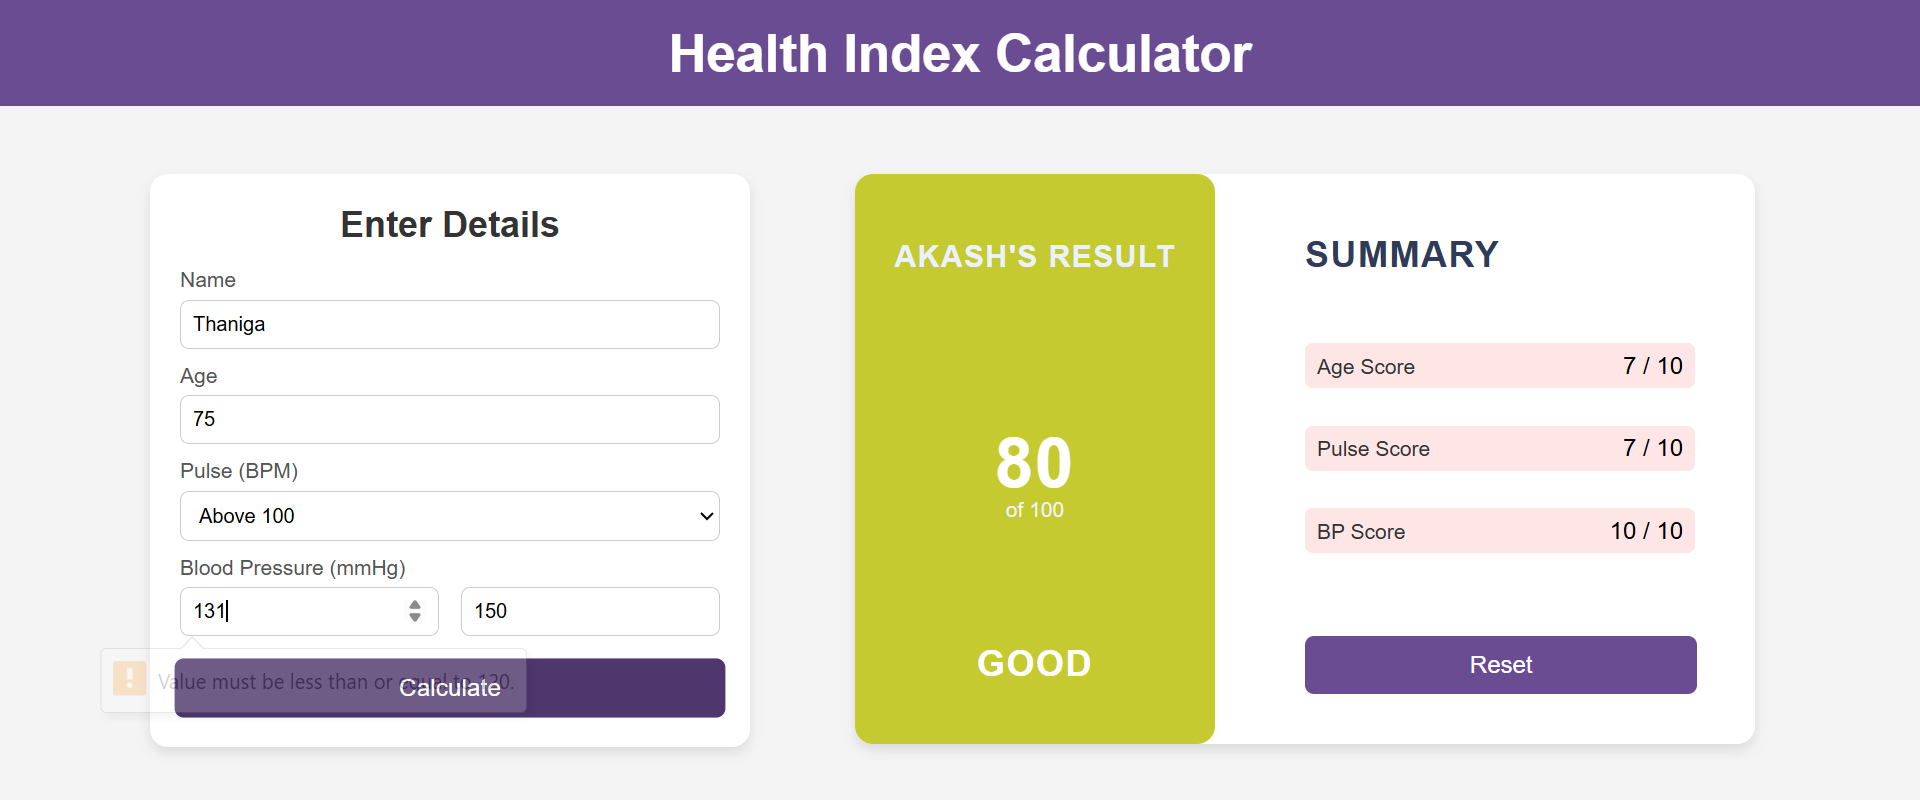 Health Index Calculator
Enter Details
Name
Thaniga
Age
75
Pulse (BPM)
Above 100
Blood Pressure (mmHg)
131
150
Value must be less than or equal to 130.
Calculate
AKASH'S RESULT
80
of 100
GOOD
SUMMARY
Age Score 7 / 10
Pulse Score 7 / 10
BP Score 10 / 10
Reset